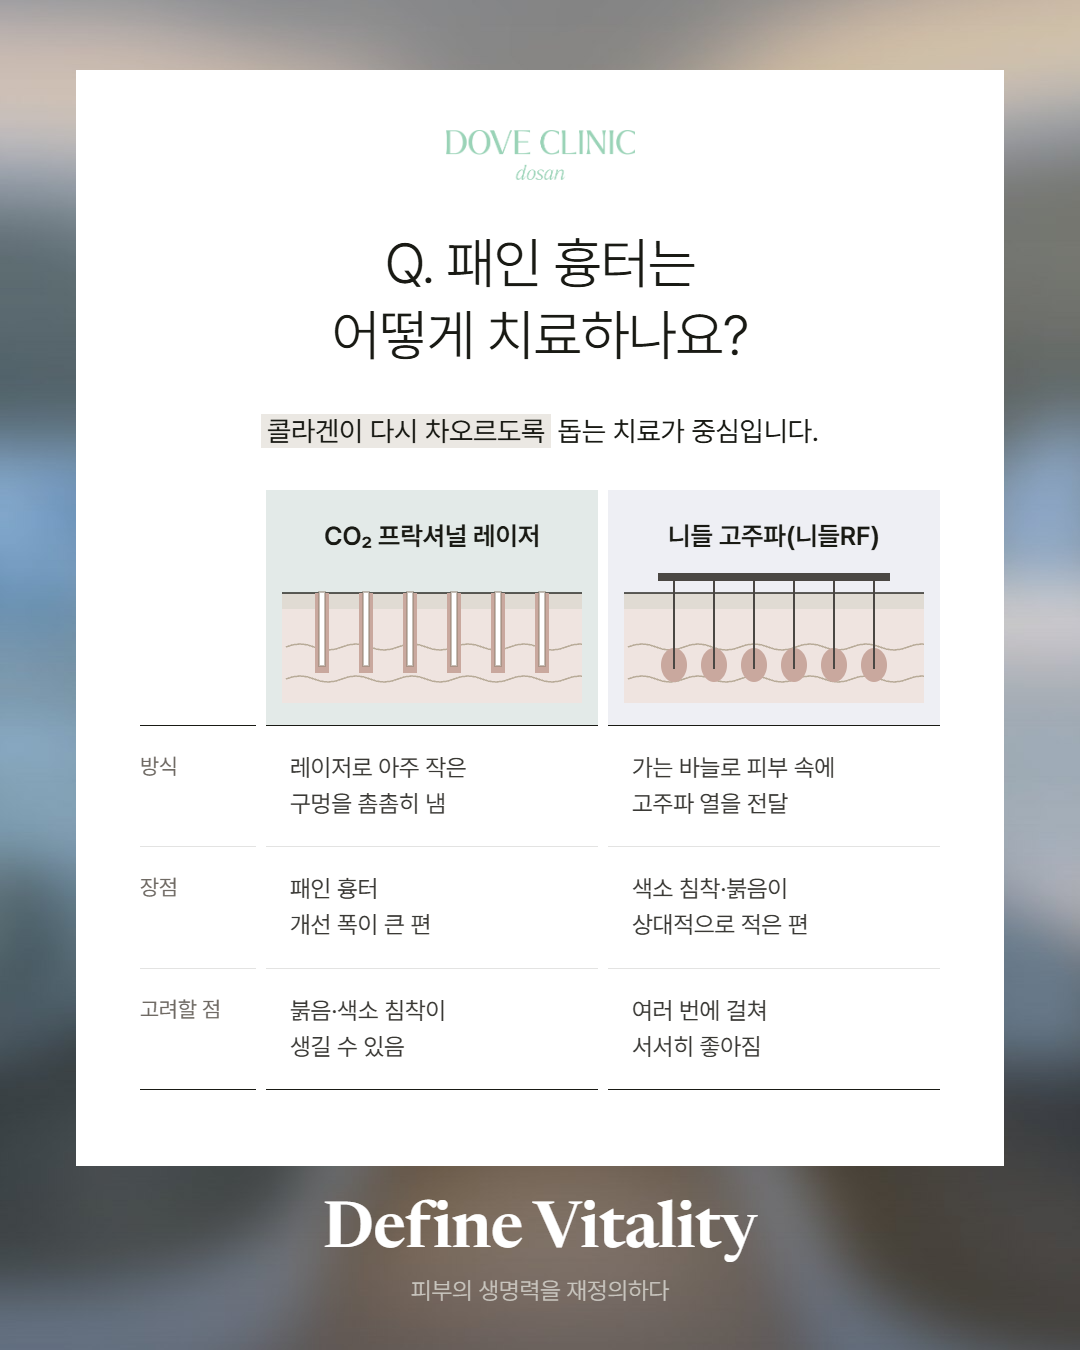 DOVE CLINIC
dosan
Q. 패인 흉터는
어떻게 치료하나요?
콜라겐이 다시 차오르도록 돕는 치료가 중심입니다.
CO₂ 프락셔널 레이저
니들 고주파(니들RF)
방식
레이저로 아주 작은
구멍을 촘촘히 냄
가는 바늘로 피부 속에
고주파 열을 전달
장점
패인 흉터
개선 폭이 큰 편
색소 침착·붉음이
상대적으로 적은 편
고려할 점
붉음·색소 침착이
생길 수 있음
여러 번에 걸쳐
서서히 좋아짐
Define Vitality
피부의 생명력을 재정의하다